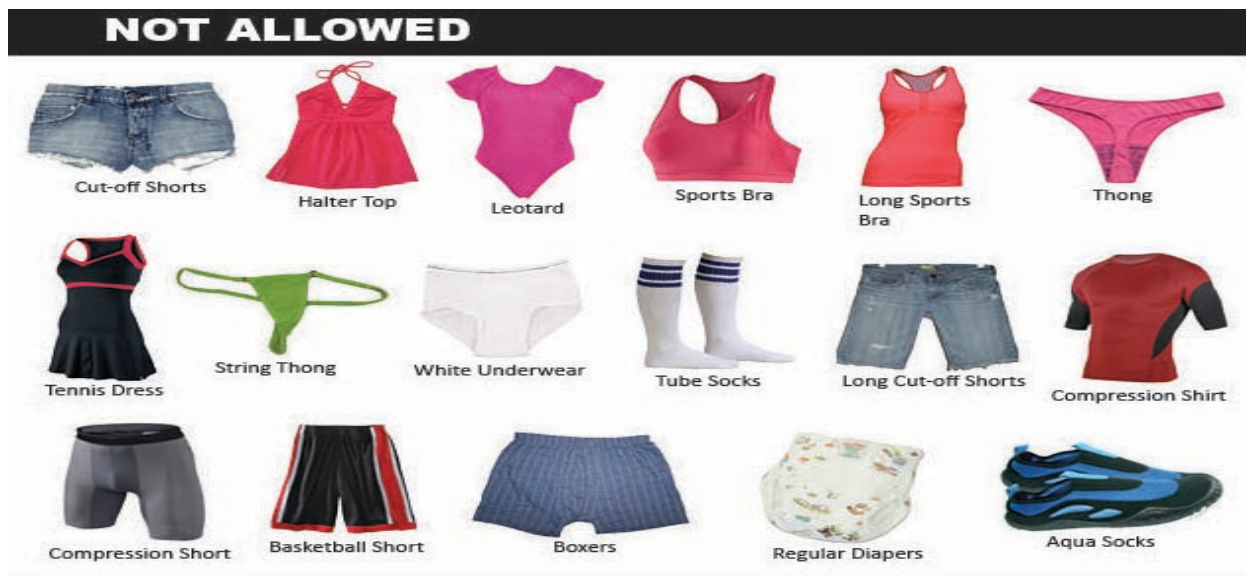 NOT ALLOWED
Cut-off Shorts
Halter Top
Leotard
Sports Bra
Long Sports
Bra
Thong
Tennis Dress
String Thong
White Underwear
Tube Socks
Long Cut-off Shorts
Compression Shirt
Compression Short
Basketball Short
Boxers
Regular Diapers
Aqua Socks